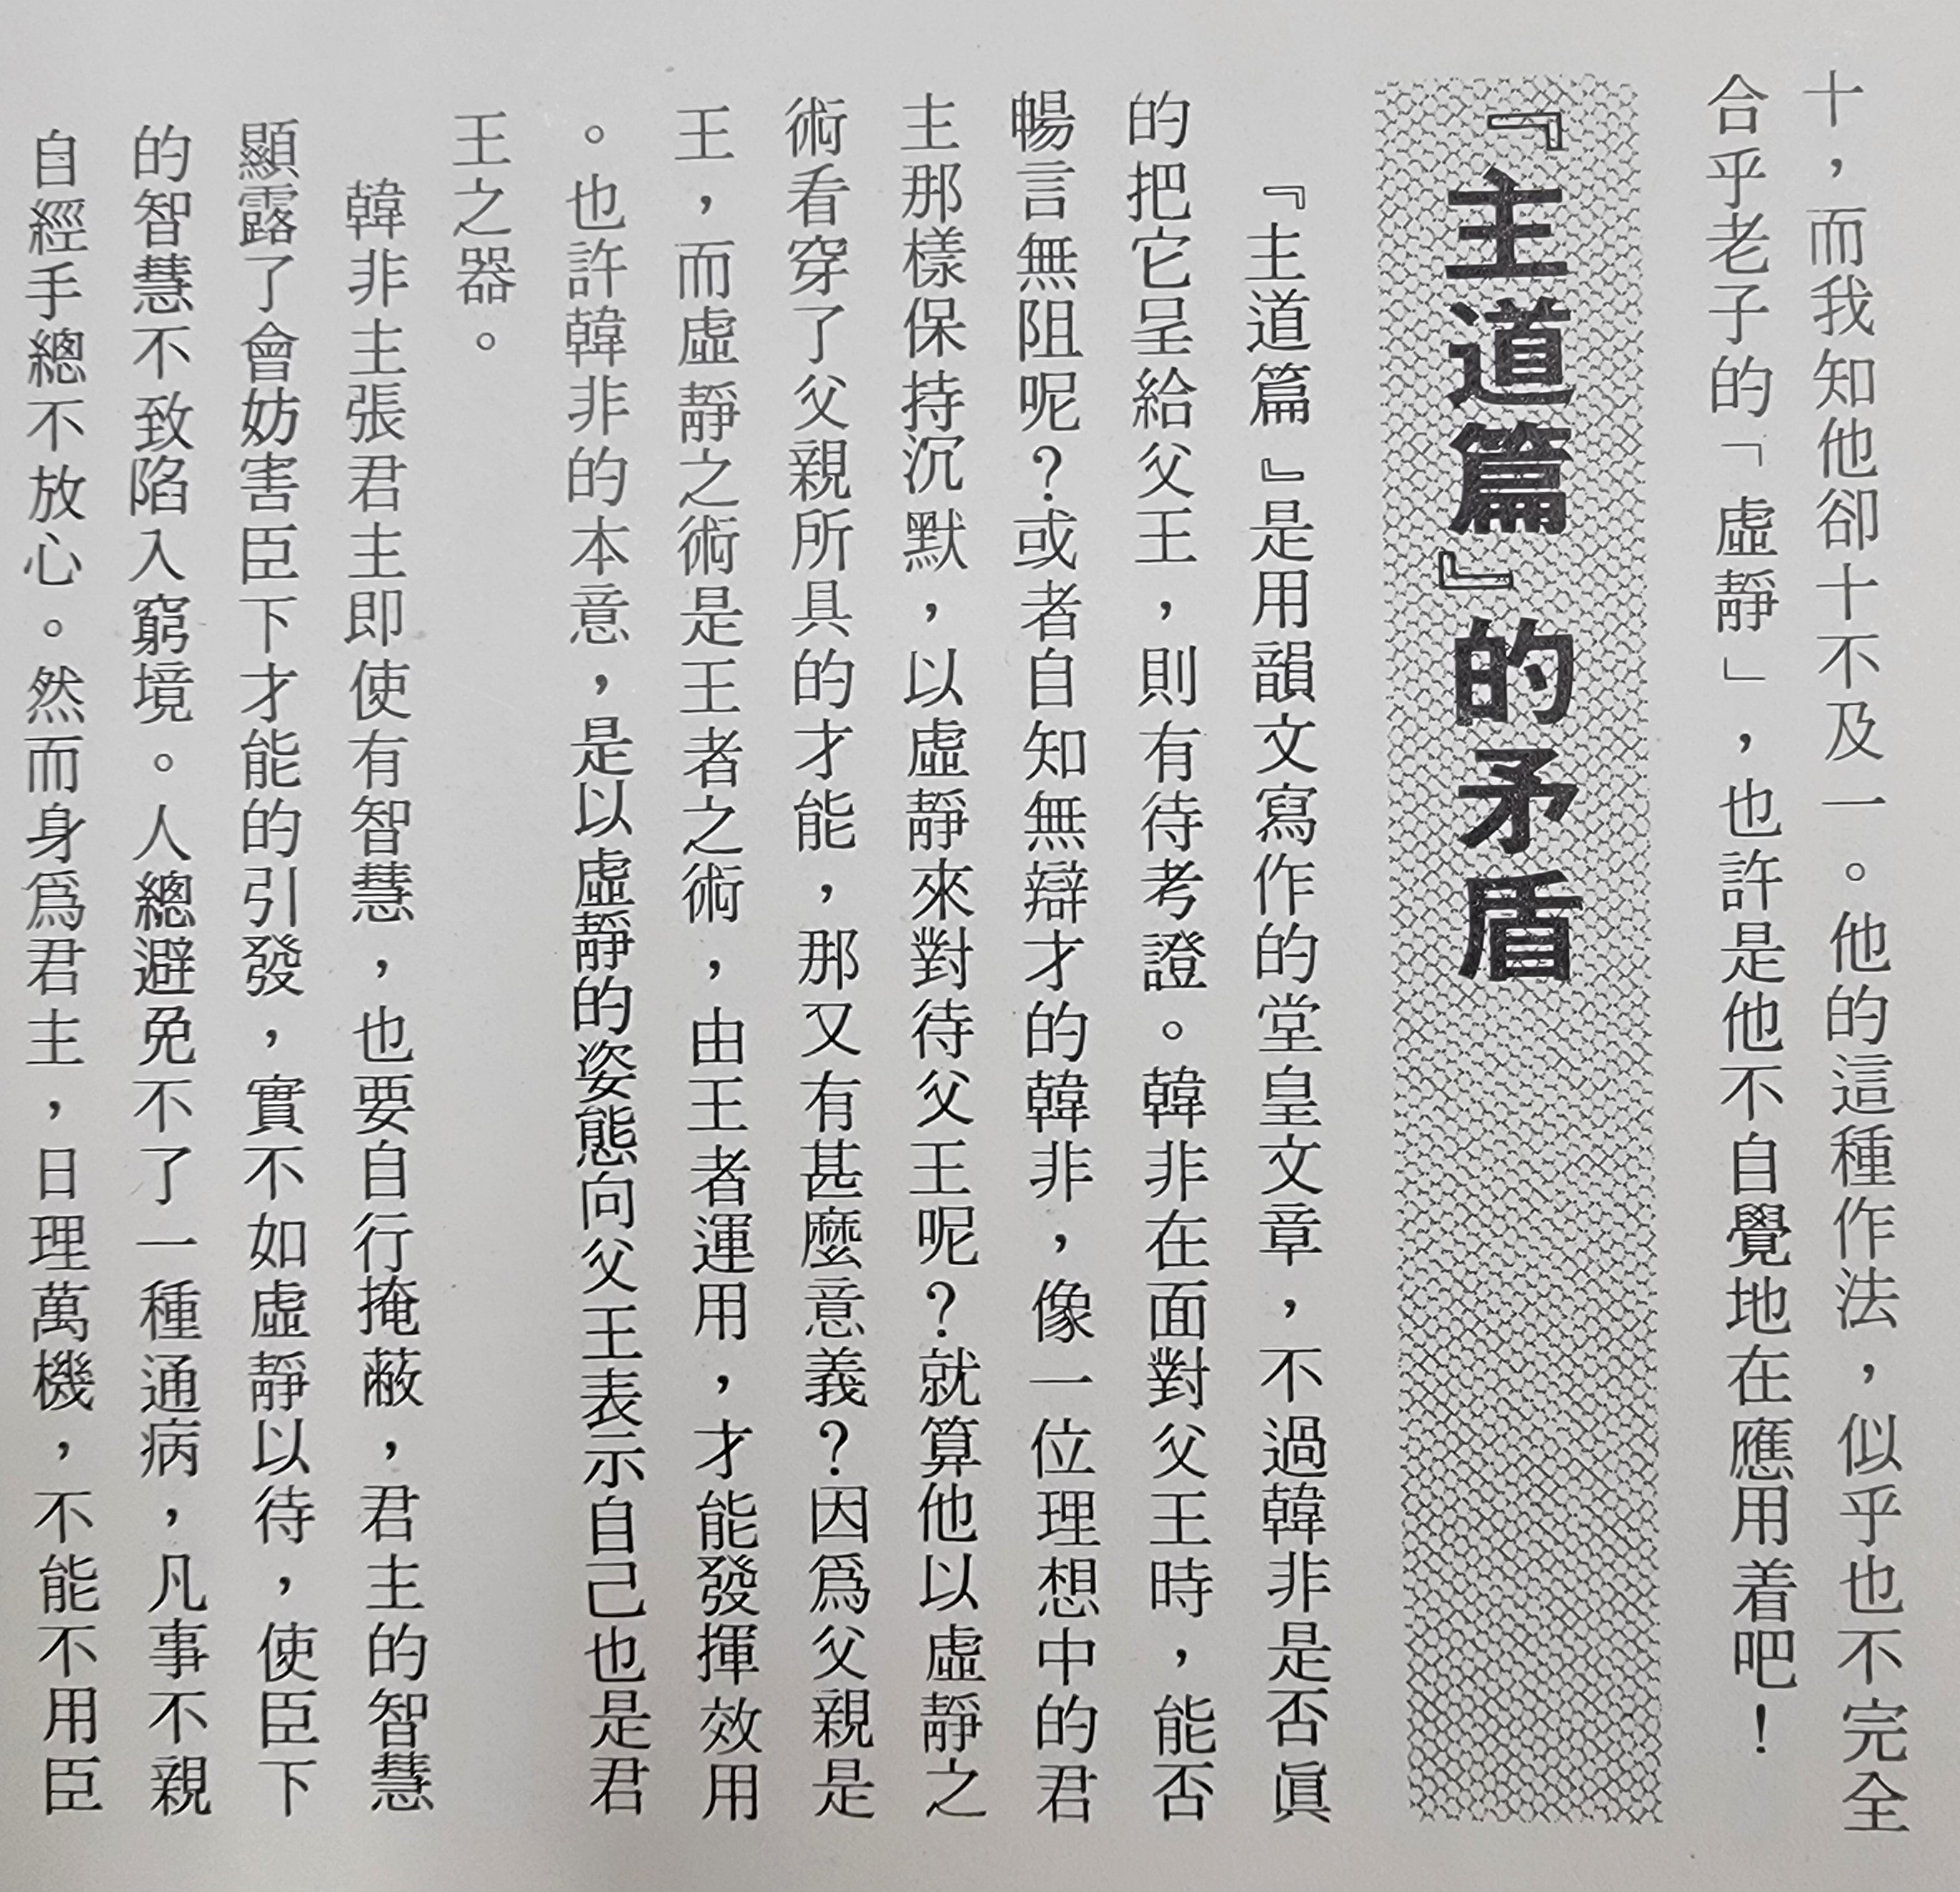 十，而我知他卻十不及一。他的這種作法，似乎也不完全
合乎老子的「虛靜」，也許是他不自覺地在應用着吧！
『主道篇』的矛盾
『主道篇』是用韻文寫作的堂皇文章，不過韓非是否眞
的把它呈給父王，則有待考證。韓非在面對父王時，能否
暢言無阻呢？或者自知無辯才的韓非，像一位理想中的君
主那樣保持沉默，以虛靜來對待父王呢？就算他以虛靜之
術看穿了父親所具的才能，那又有甚麼意義？因爲父親是
王，而虛靜之術是王者之術，由王者運用，才能發揮效用
。也許韓非的本意，是以虛靜的姿態向父王表示自己也是君
王之器。
韓非主張君主即使有智慧，也要自行掩蔽，君主的智慧
顯露了會妨害臣下才能的引發，實不如虛靜以待，使臣下
的智慧不致陷入窮境。人總避免不了一種通病，凡事不親
自經手總不放心。然而身爲君主，日理萬機，不能不用臣